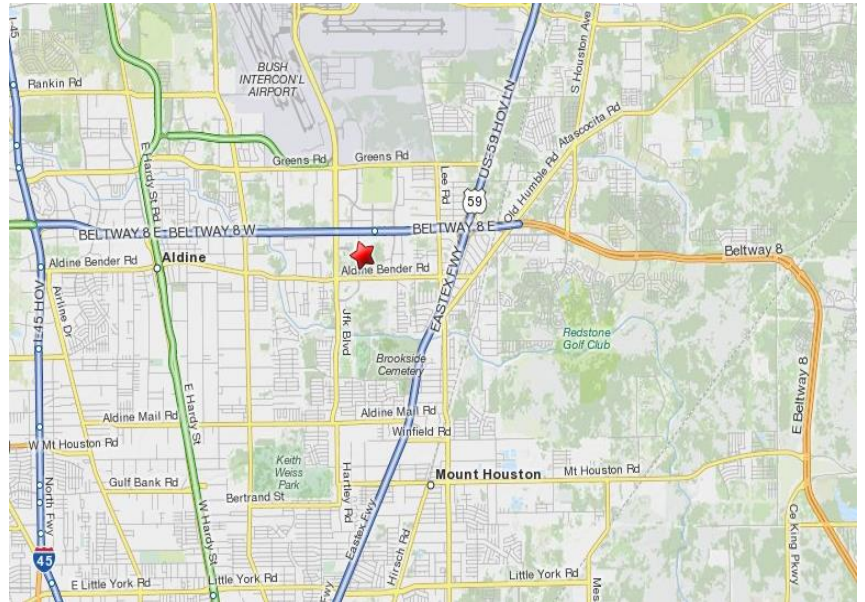 I-45
S Houston Ave
BUSH
INTERCON'L
AIRPORT
Rankin Rd
US-59 HOV LN
Atascocita Rd
Old Humble Rd
E Hardy St Rd
Greens Rd
Greens Rd
Lee Rd
59
BELTWAY 8 E-BELTWAY 8 W
BELTWAY 8 E
Beltway 8
Aldine Bender Rd
Aldine
Aldine Bender Rd
EASTEX FWY
I-45 HOV
Airline Dr
Jfk Blvd
Redstone
Golf Club
Brookside
Cemetery
E Hardy St
E Beltway 8
Aldine Mail Rd
Aldine Mail Rd
Winfield Rd
W Mt Houston Rd
Keith
Weiss
Park
Mount Houston
Mt Houston Rd
Gulf Bank Rd
Hartley Rd
Bertrand St
North Fwy
W Hardy St
Eastex Fwy
Hirsch Rd
Ce King Pkwy
45
E Little York Rd
Little York Rd
Little York Rd
Fwy
Mes